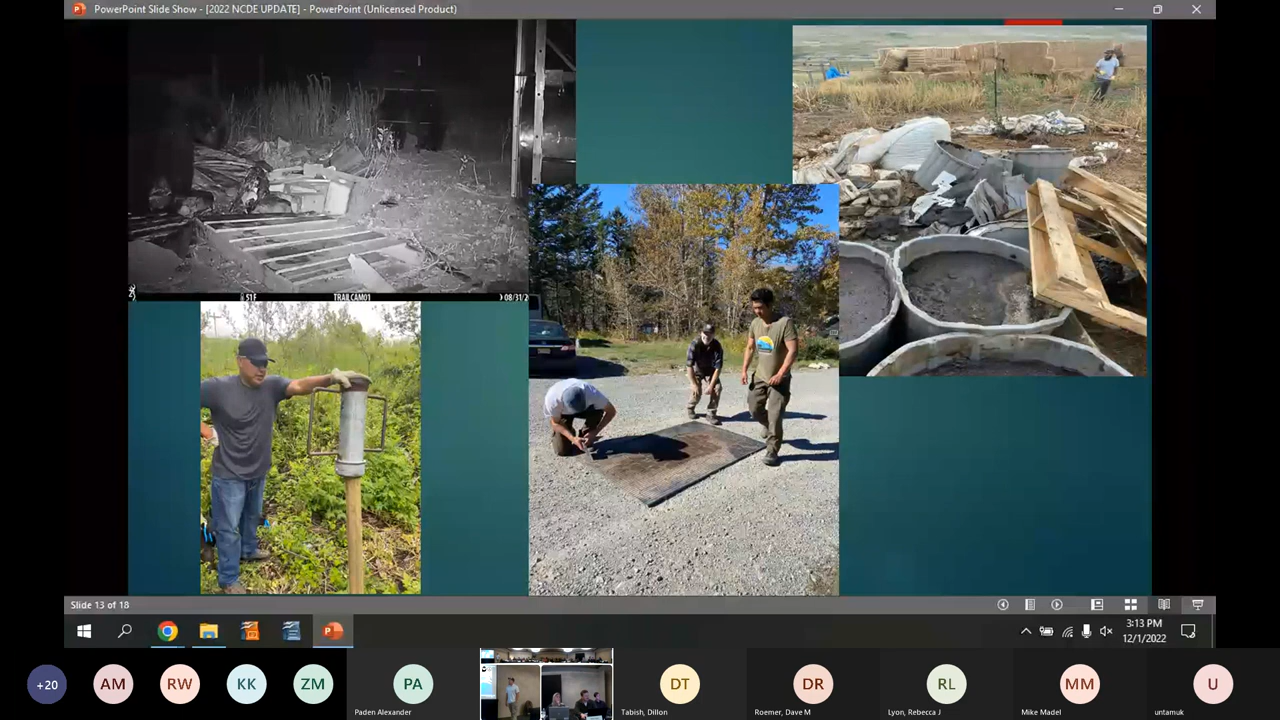 PowerPoint Slide Show - [2022 NCDE UPDATE] - PowerPoint (Unlicensed Product)
51F TRAILCAM01 08/31/2
Slide 13 of 18
3:13 PM
12/1/2022
+20 AM RW KK ZM PA DT DR RL MM U
Paden Alexander Tabish, Dillon Roemer, Dave M Lyon, Rebecca J Mike Madel untamuk